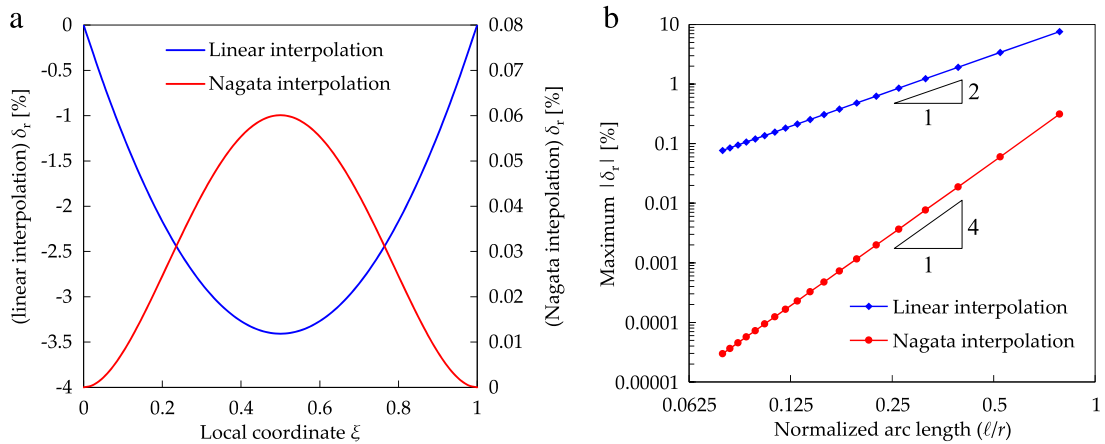 a
(linear interpolation) δr [%]
0
-0.5
-1
-1.5
-2
-2.5
-3
-3.5
-4
Linear interpolation
Nagata interpolation
0.08
0.07
0.06
0.05
0.04
0.03
0.02
0.01
0
(Nagata intepolation) δr [%]
0 0.2 0.4 0.6 0.8 1
Local coordinate ξ
b
Maximum |δr| [%]
10
1
0.1
0.01
0.001
0.0001
0.00001
2
1
4
1
Linear interpolation
Nagata interpolation
0.0625 0.125 0.25 0.5 1
Normalized arc length (ℓ/r)